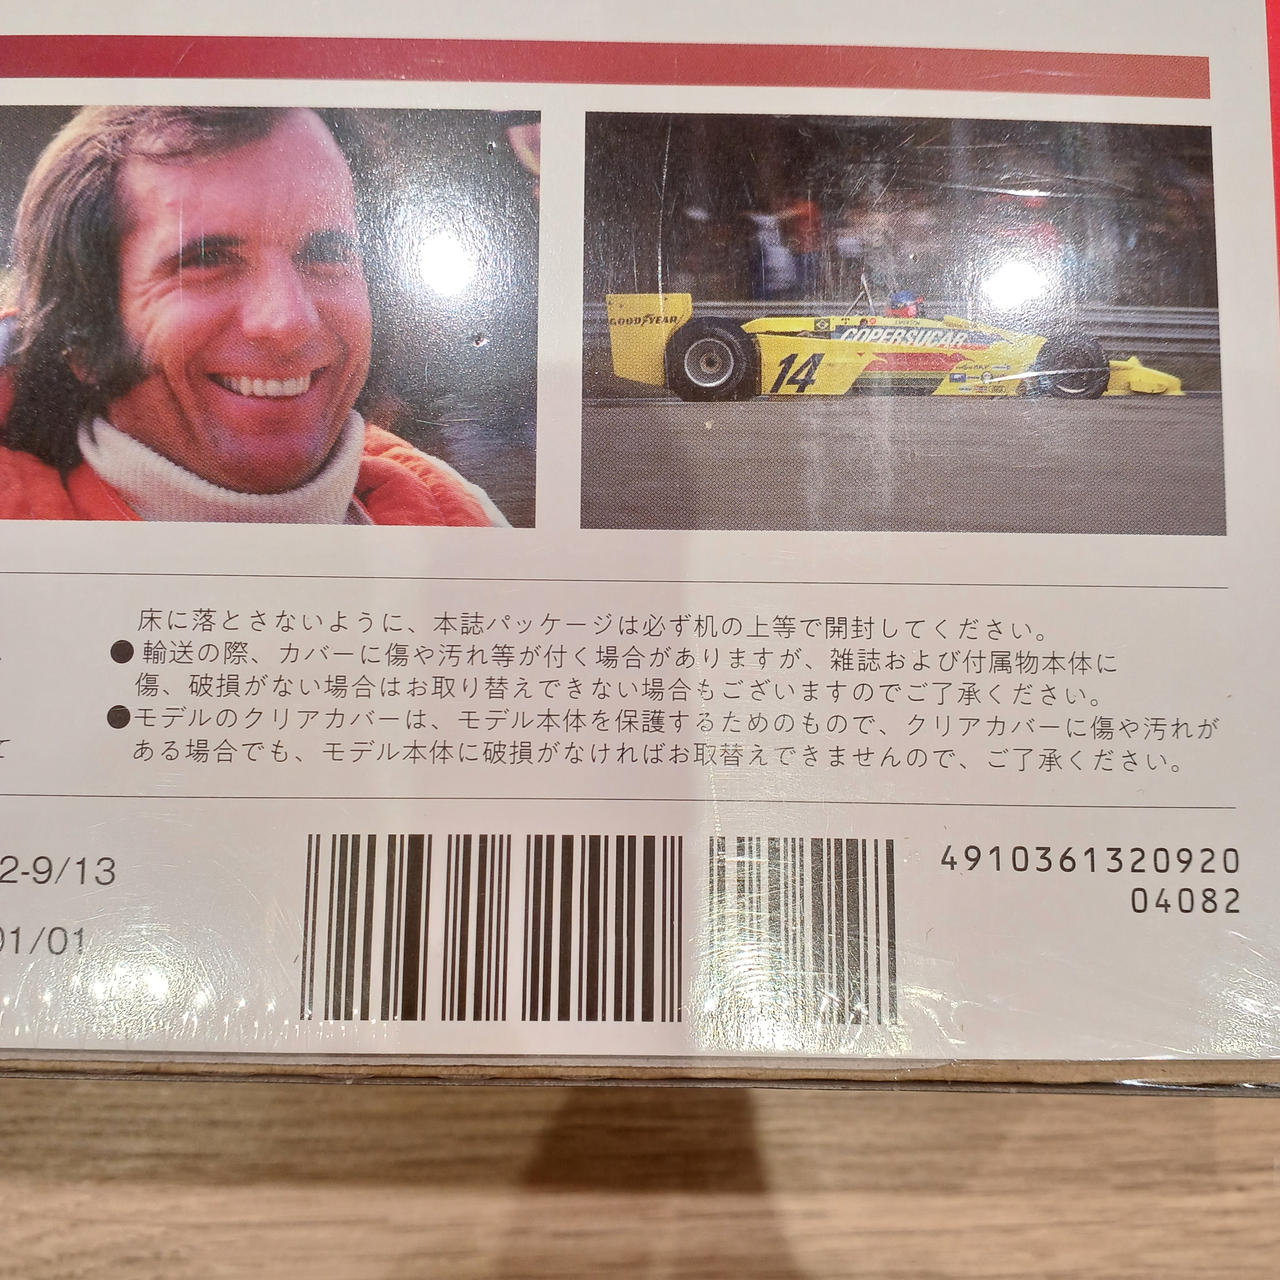 GOODYEAR
COPERSUCAR
14
床に落とさないように、本誌パッケージは必ず机の上等で開封してください。
●輸送の際、カバーに傷や汚れ等が付く場合がありますが、雑誌および付属物本体に
傷、破損がない場合はお取り替えできない場合もございますのでご了承ください。
●モデルのクリアカバーは、モデル本体を保護するためのもので、クリアカバーに傷や汚れが
て
ある場合でも、モデル本体に破損がなければお取替えできませんので、ご了承ください。
2-9/13
01/01
4910361320920
04082